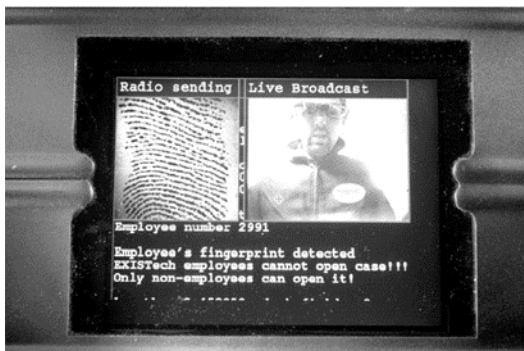 Radio sending
Live Broadcast
Employee number 2991
Employee's fingerprint detected
EXISTech employees cannot open case!!!
Only non-employees can open it!